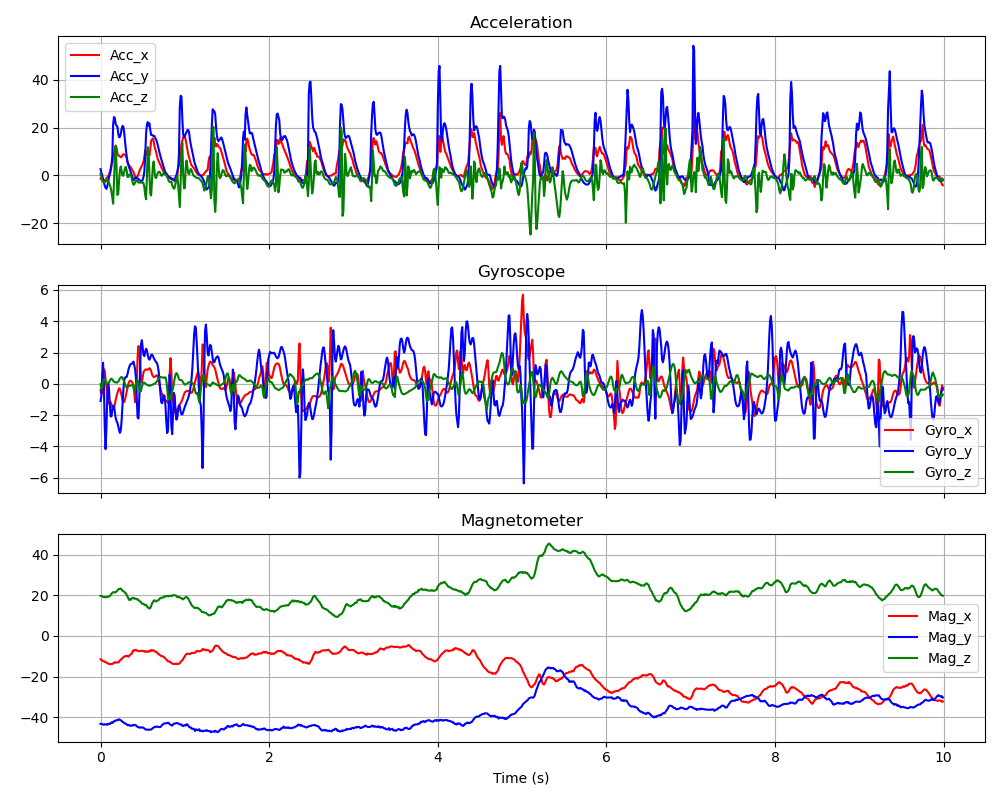 Acceleration
40
20
0
−20
Acc_x
Acc_y
Acc_z
Gyroscope
6
4
2
0
−2
−4
−6
Gyro_x
Gyro_y
Gyro_z
Magnetometer
40
20
0
−20
−40
Mag_x
Mag_y
Mag_z
0 2 4 6 8 10
Time (s)